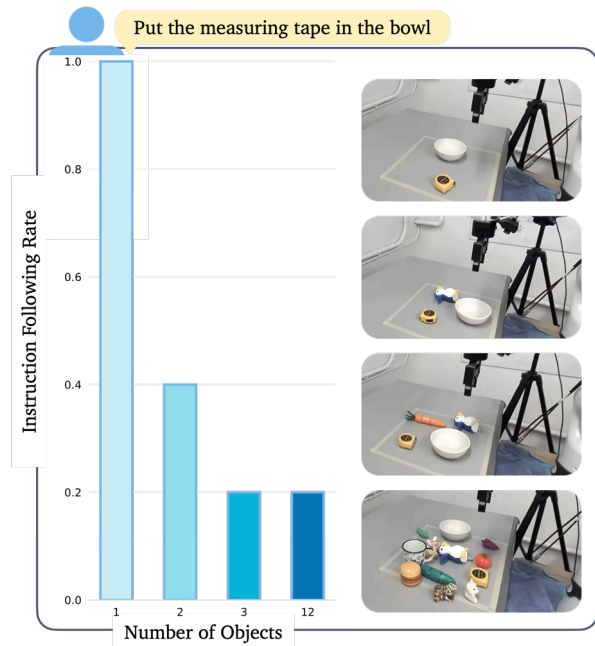 Put the measuring tape in the bowl
1.0
0.8
0.6
0.4
0.2
0.0
Instruction Following Rate
1 2 3 12
Number of Objects